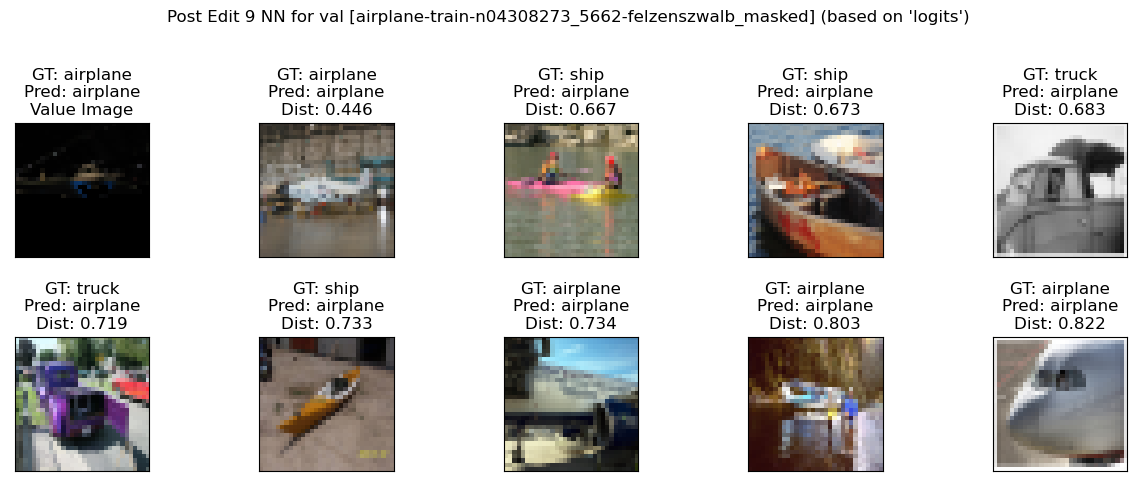 Post Edit 9 NN for val [airplane-train-n04308273_5662-felzenszwalb_masked] (based on 'logits')
GT: airplane
Pred: airplane
Value Image
GT: airplane
Pred: airplane
Dist: 0.446
GT: ship
Pred: airplane
Dist: 0.667
GT: ship
Pred: airplane
Dist: 0.673
GT: truck
Pred: airplane
Dist: 0.683
GT: truck
Pred: airplane
Dist: 0.719
GT: ship
Pred: airplane
Dist: 0.733
GT: airplane
Pred: airplane
Dist: 0.734
GT: airplane
Pred: airplane
Dist: 0.803
GT: airplane
Pred: airplane
Dist: 0.822